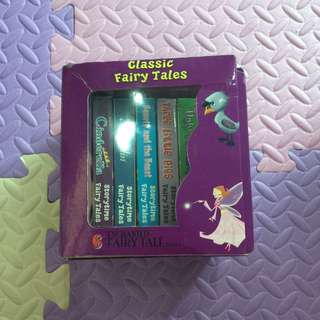 Classic
Fairy Tales
Cinderella
Storytime
Fairy Tales
Storytime
Fairy Tales
Beauty and the Beast
Storytime
Fairy Tales
Three Little Pigs
Storytime
Fairy Tales
ENCHANTED
FAIRY TALE